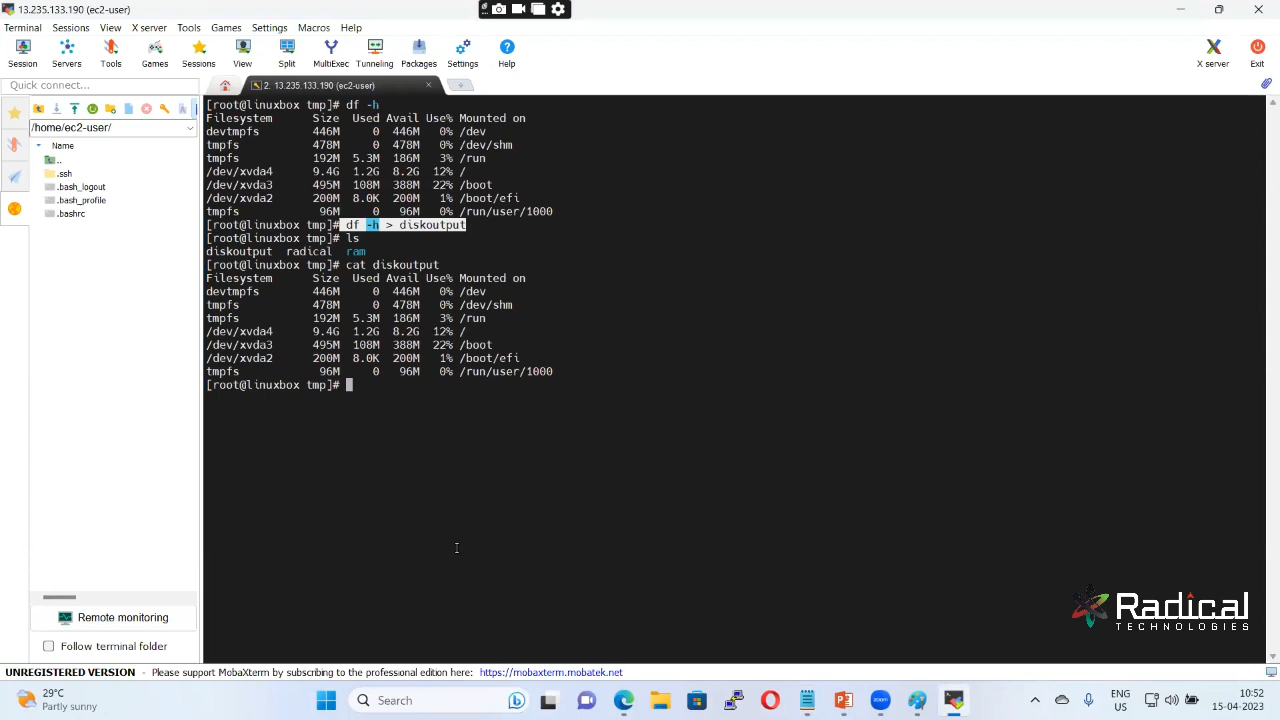 13.235.133.190 (ec2-user)
Terminal Sessions View X server Tools Games Settings Macros Help
Session Servers Tools Games Sessions View Split MultiExec Tunneling Packages Settings Help X server Exit
Quick connect...
2. 13.235.133.190 (ec2-user)
/home/ec2-user/
Name
..
.ssh
.bash_logout
.bash_profile
.bashrc
Remote monitoring
Follow terminal folder
[root@linuxbox tmp]# df -h
Filesystem      Size  Used Avail Use% Mounted on
devtmpfs        446M     0  446M   0% /dev
tmpfs           478M     0  478M   0% /dev/shm
tmpfs           192M  5.3M  186M   3% /run
/dev/xvda4      9.4G  1.2G  8.2G  12% /
/dev/xvda3      495M  108M  388M  22% /boot
/dev/xvda2      200M  8.0K  200M   1% /boot/efi
tmpfs            96M     0   96M   0% /run/user/1000
[root@linuxbox tmp]# df -h > diskoutput
[root@linuxbox tmp]# ls
diskoutput  radical  ram
[root@linuxbox tmp]# cat diskoutput
Filesystem      Size  Used Avail Use% Mounted on
devtmpfs        446M     0  446M   0% /dev
tmpfs           478M     0  478M   0% /dev/shm
tmpfs           192M  5.3M  186M   3% /run
/dev/xvda4      9.4G  1.2G  8.2G  12% /
/dev/xvda3      495M  108M  388M  22% /boot
/dev/xvda2      200M  8.0K  200M   1% /boot/efi
tmpfs            96M     0   96M   0% /run/user/1000
[root@linuxbox tmp]#
Radical
TECHNOLOGIES
UNREGISTERED VERSION - Please support MobaXterm by subscribing to the professional edition here: https://mobaxterm.mobatek.net
29°C
Partly sunny
Search
zoom
ENG
US
10:52
15-04-2023